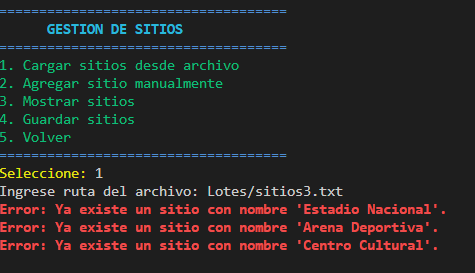 ===================================
GESTION DE SITIOS
===================================
1. Cargar sitios desde archivo
2. Agregar sitio manualmente
3. Mostrar sitios
4. Guardar sitios
5. Volver
===================================
Seleccione: 1
Ingrese ruta del archivo: Lotes/sitios3.txt
Error: Ya existe un sitio con nombre 'Estadio Nacional'.
Error: Ya existe un sitio con nombre 'Arena Deportiva'.
Error: Ya existe un sitio con nombre 'Centro Cultural'.